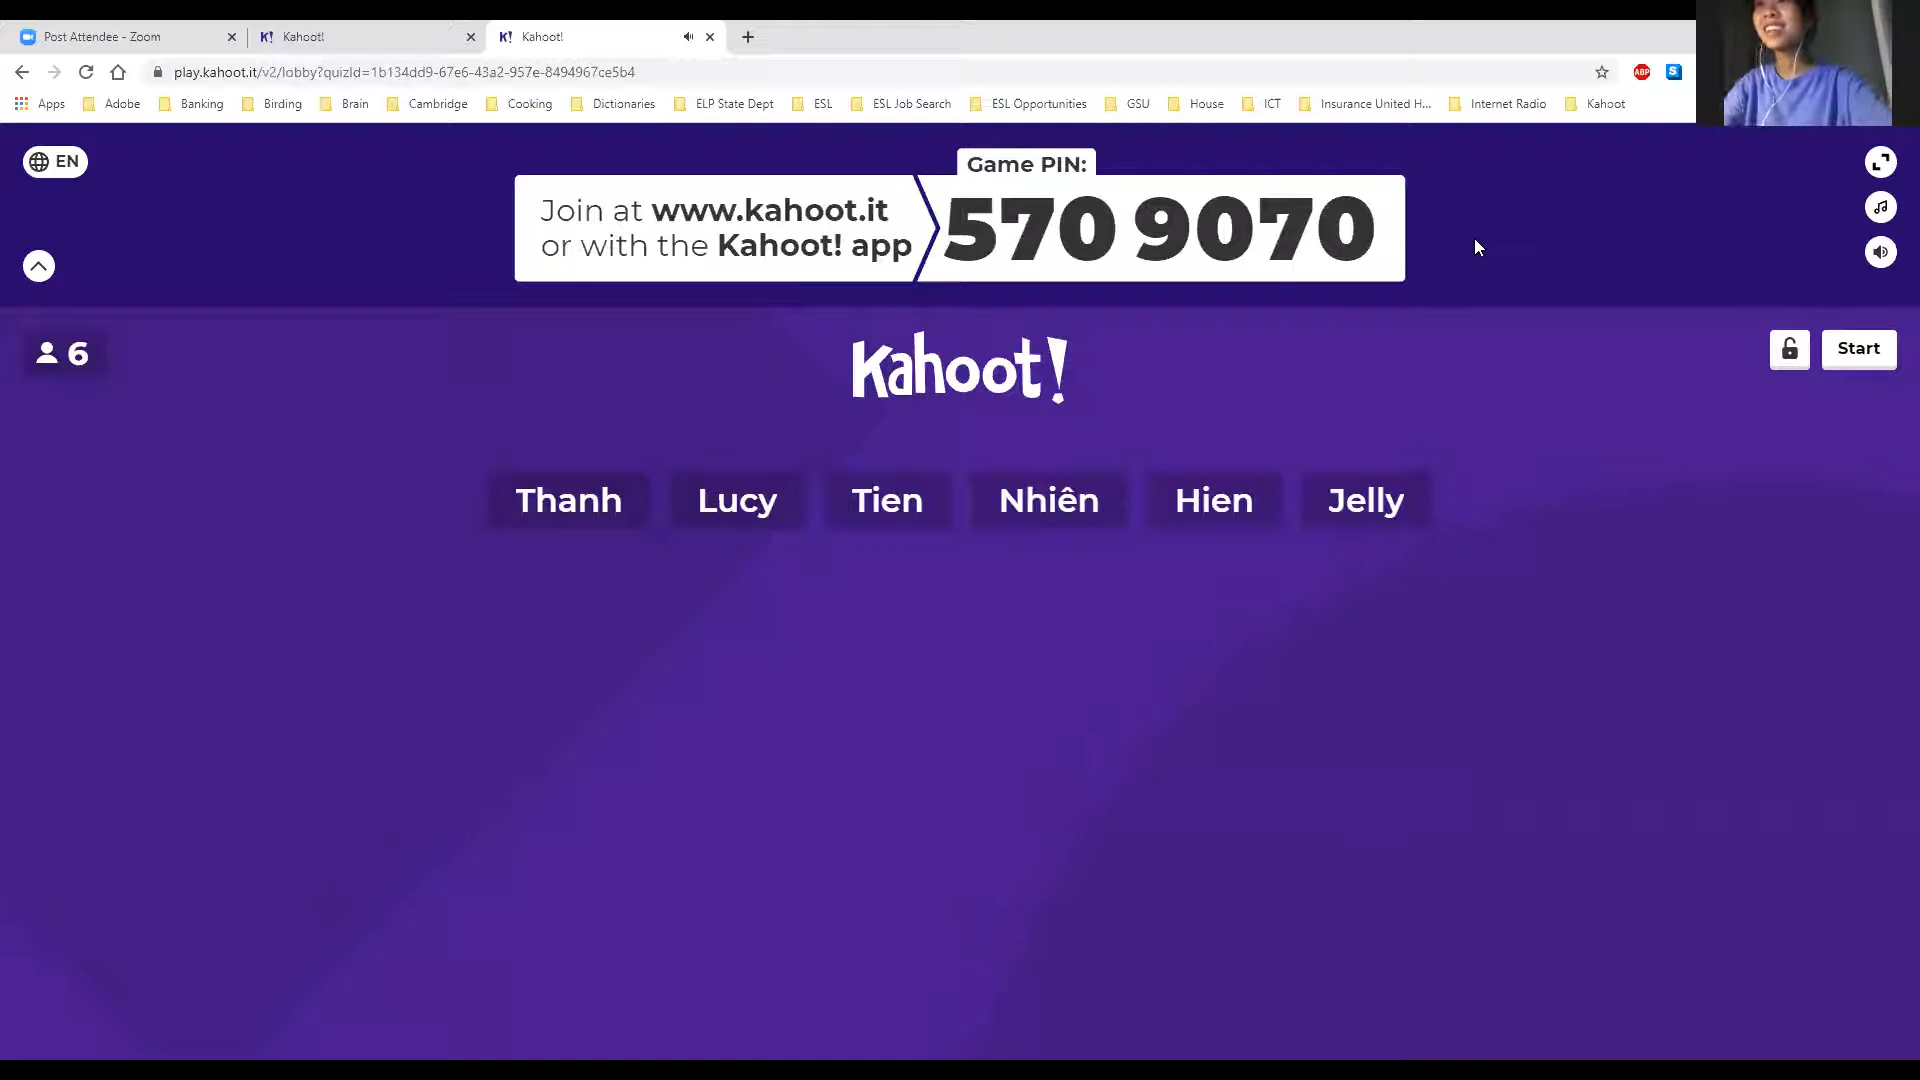 Post Attendee - Zoom
Kahoot!
Kahoot!
play.kahoot.it/v2/lobby?quizId=1b134dd9-67e6-43a2-957e-8494967ce5b4
Apps Adobe Banking Birding Brain Cambridge Cooking Dictionaries ELP State Dept ESL ESL Job Search ESL Opportunities GSU House ICT Insurance United H... Internet Radio Kahoot
EN
Game PIN:
Join at www.kahoot.it
or with the Kahoot! app
570 9070
6
Kahoot!
Start
Thanh Lucy Tien Nhiên Hien Jelly